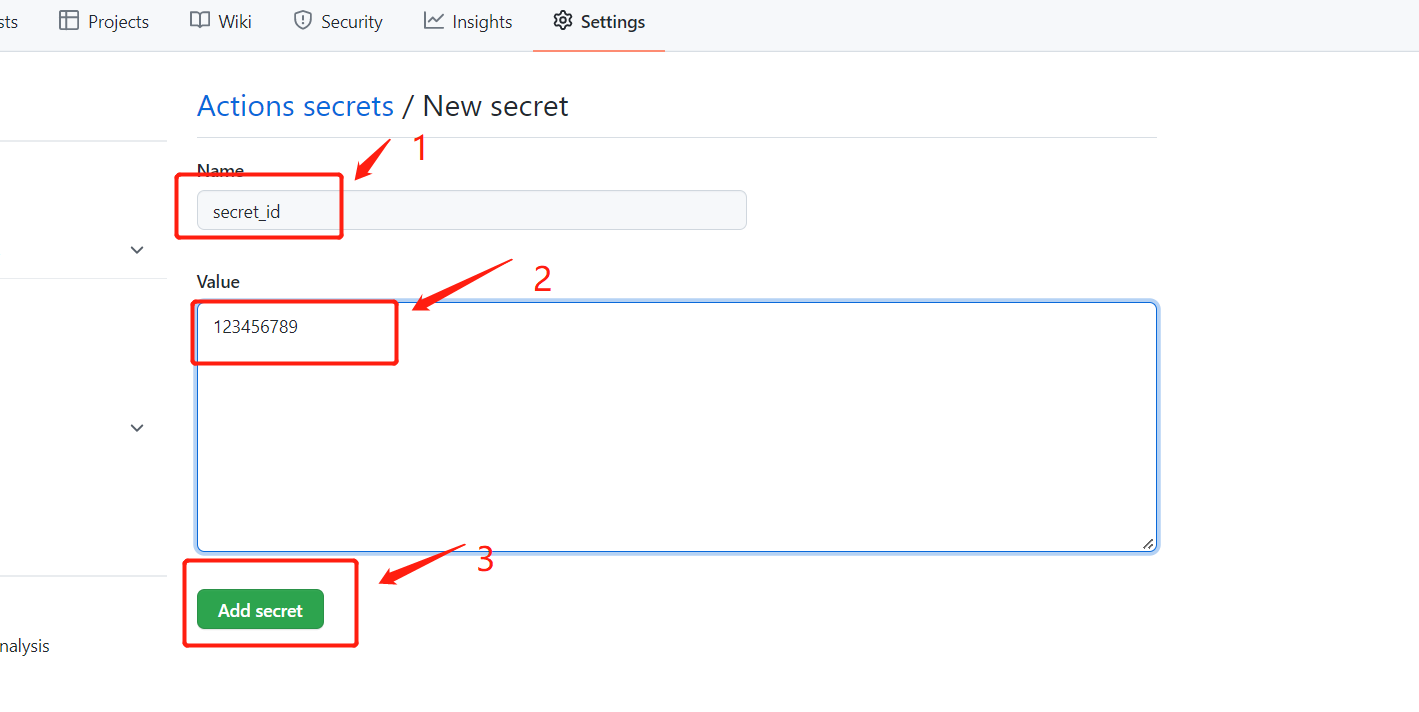 sts Projects Wiki Security Insights Settings
Actions secrets / New secret
1
Name
secret_id
Value
2
123456789
3
Add secret
nalysis